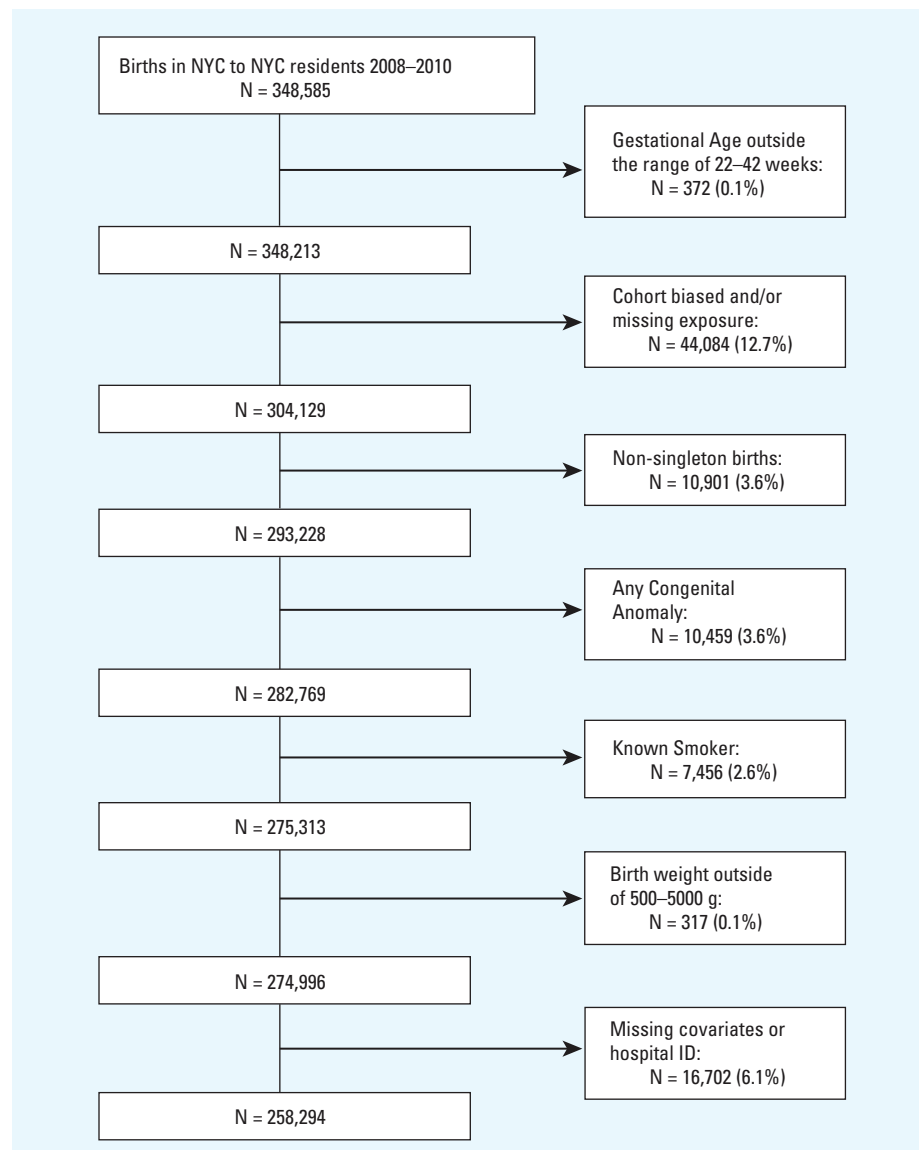 Births in NYC to NYC residents 2008–2010
N = 348,585
Gestational Age outside
the range of 22–42 weeks:
N = 372 (0.1%)
N = 348,213
Cohort biased and/or
missing exposure:
N = 44,084 (12.7%)
N = 304,129
Non-singleton births:
N = 10,901 (3.6%)
N = 293,228
Any Congenital
Anomaly:
N = 10,459 (3.6%)
N = 282,769
Known Smoker:
N = 7,456 (2.6%)
N = 275,313
Birth weight outside
of 500–5000 g:
N = 317 (0.1%)
N = 274,996
Missing covariates or
hospital ID:
N = 16,702 (6.1%)
N = 258,294